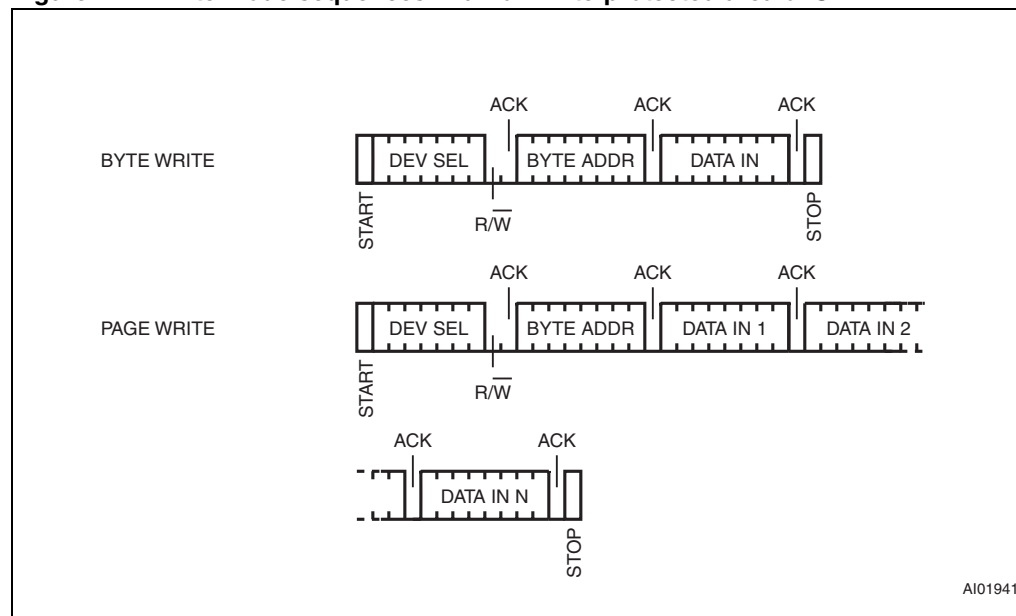 ACK ACK ACK
BYTE WRITE DEV SEL BYTE ADDR DATA IN
START R/W̅ STOP
ACK ACK ACK
PAGE WRITE DEV SEL BYTE ADDR DATA IN 1 DATA IN 2
START R/W̅
ACK ACK
DATA IN N
STOP
AI01941